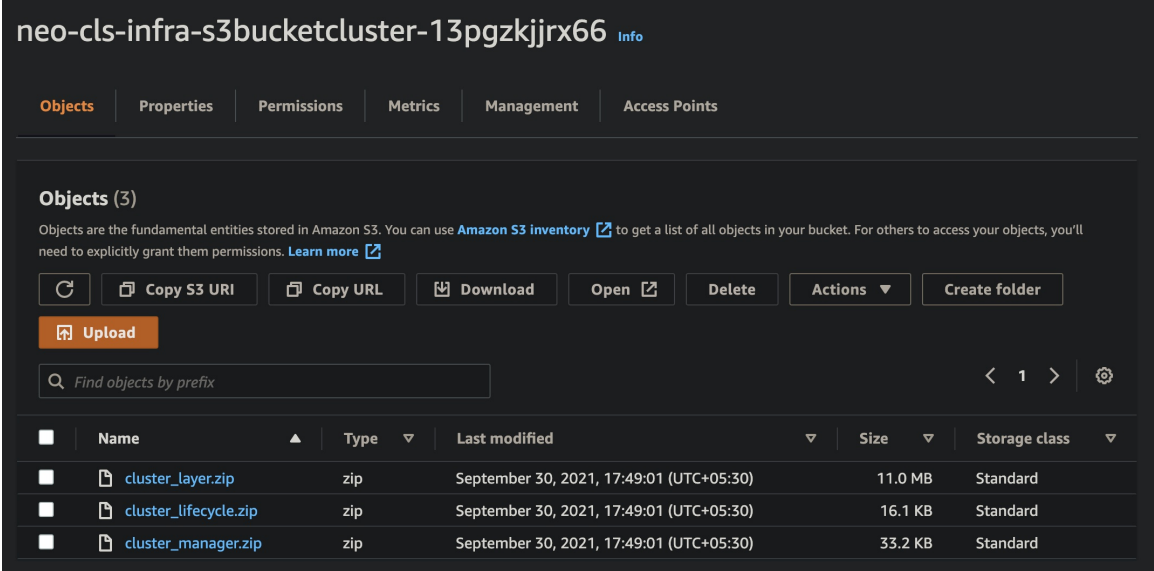 neo-cls-infra-s3bucketcluster-13pgzkjjrx66 Info
Objects Properties Permissions Metrics Management Access Points
Objects (3)
Objects are the fundamental entities stored in Amazon S3. You can use Amazon S3 inventory to get a list of all objects in your bucket. For others to access your objects, you'll
need to explicitly grant them permissions. Learn more
Copy S3 URI Copy URL Download Open Delete Actions Create folder
Upload
Find objects by prefix 1
Name Type Last modified Size Storage class
cluster_layer.zip zip September 30, 2021, 17:49:01 (UTC+05:30) 11.0 MB Standard
cluster_lifecycle.zip zip September 30, 2021, 17:49:01 (UTC+05:30) 16.1 KB Standard
cluster_manager.zip zip September 30, 2021, 17:49:01 (UTC+05:30) 33.2 KB Standard